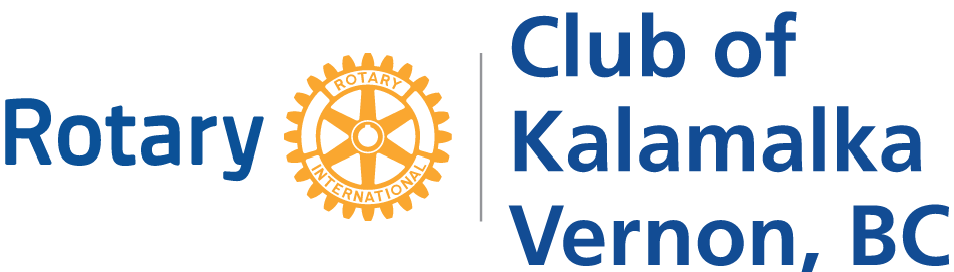 Rotary
ROTARY
INTERNATIONAL
Club of
Kalamalka
Vernon, BC